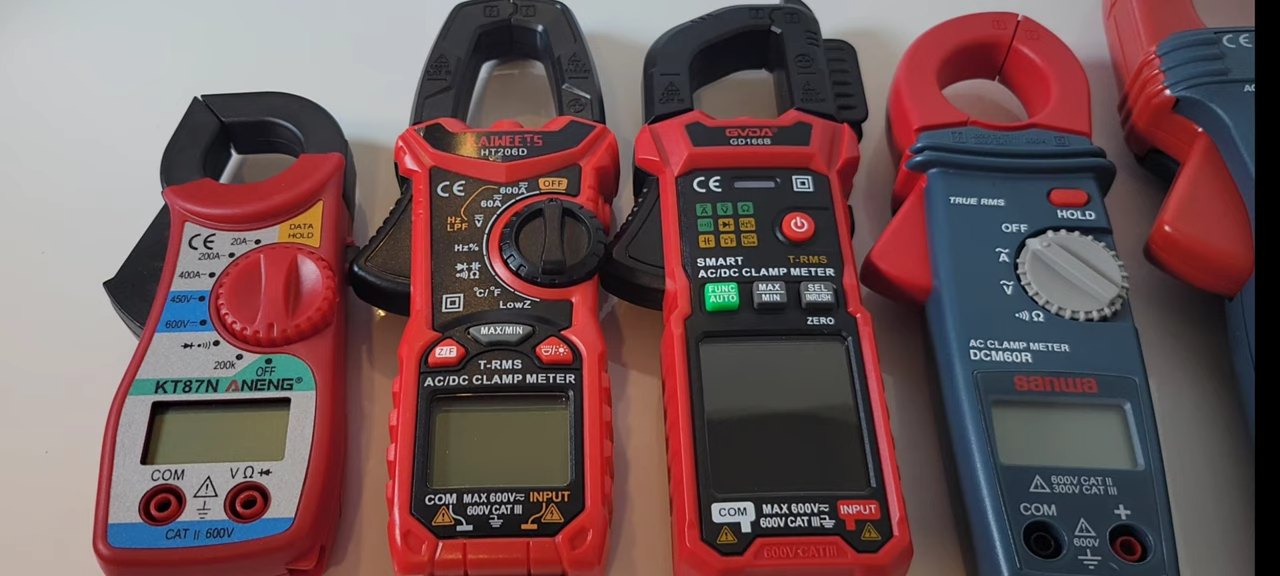 CE
DATA
HOLD
20A~
200A~
400A~
450V⎓
600V~
200k
OFF
KT87N ANENG®
COM
VΩ
CAT II 600V
KAIWEETS
HT206D
CE
OFF
600A
60A
V
Hz
LPF
Hz%
Ω
°C/°F
LowZ
MAX/MIN
Z/F
T-RMS
AC/DC CLAMP METER
COM MAX 600V≂ INPUT
600V CAT III
GVDA®
GD166B
CE
A V Ω
Hz%
°C°F NCV
Live
SMART T-RMS
AC/DC CLAMP METER
FUNC
AUTO
MAX
MIN
SEL
INRUSH
ZERO
COM MAX 600V≂ INPUT
600V CAT III
600V CATIII
TRUE RMS
HOLD
OFF
A
V
Ω
AC CLAMP METER
DCM60R
sanwa
600V CAT II
300V CAT III
COM +
600V
CE